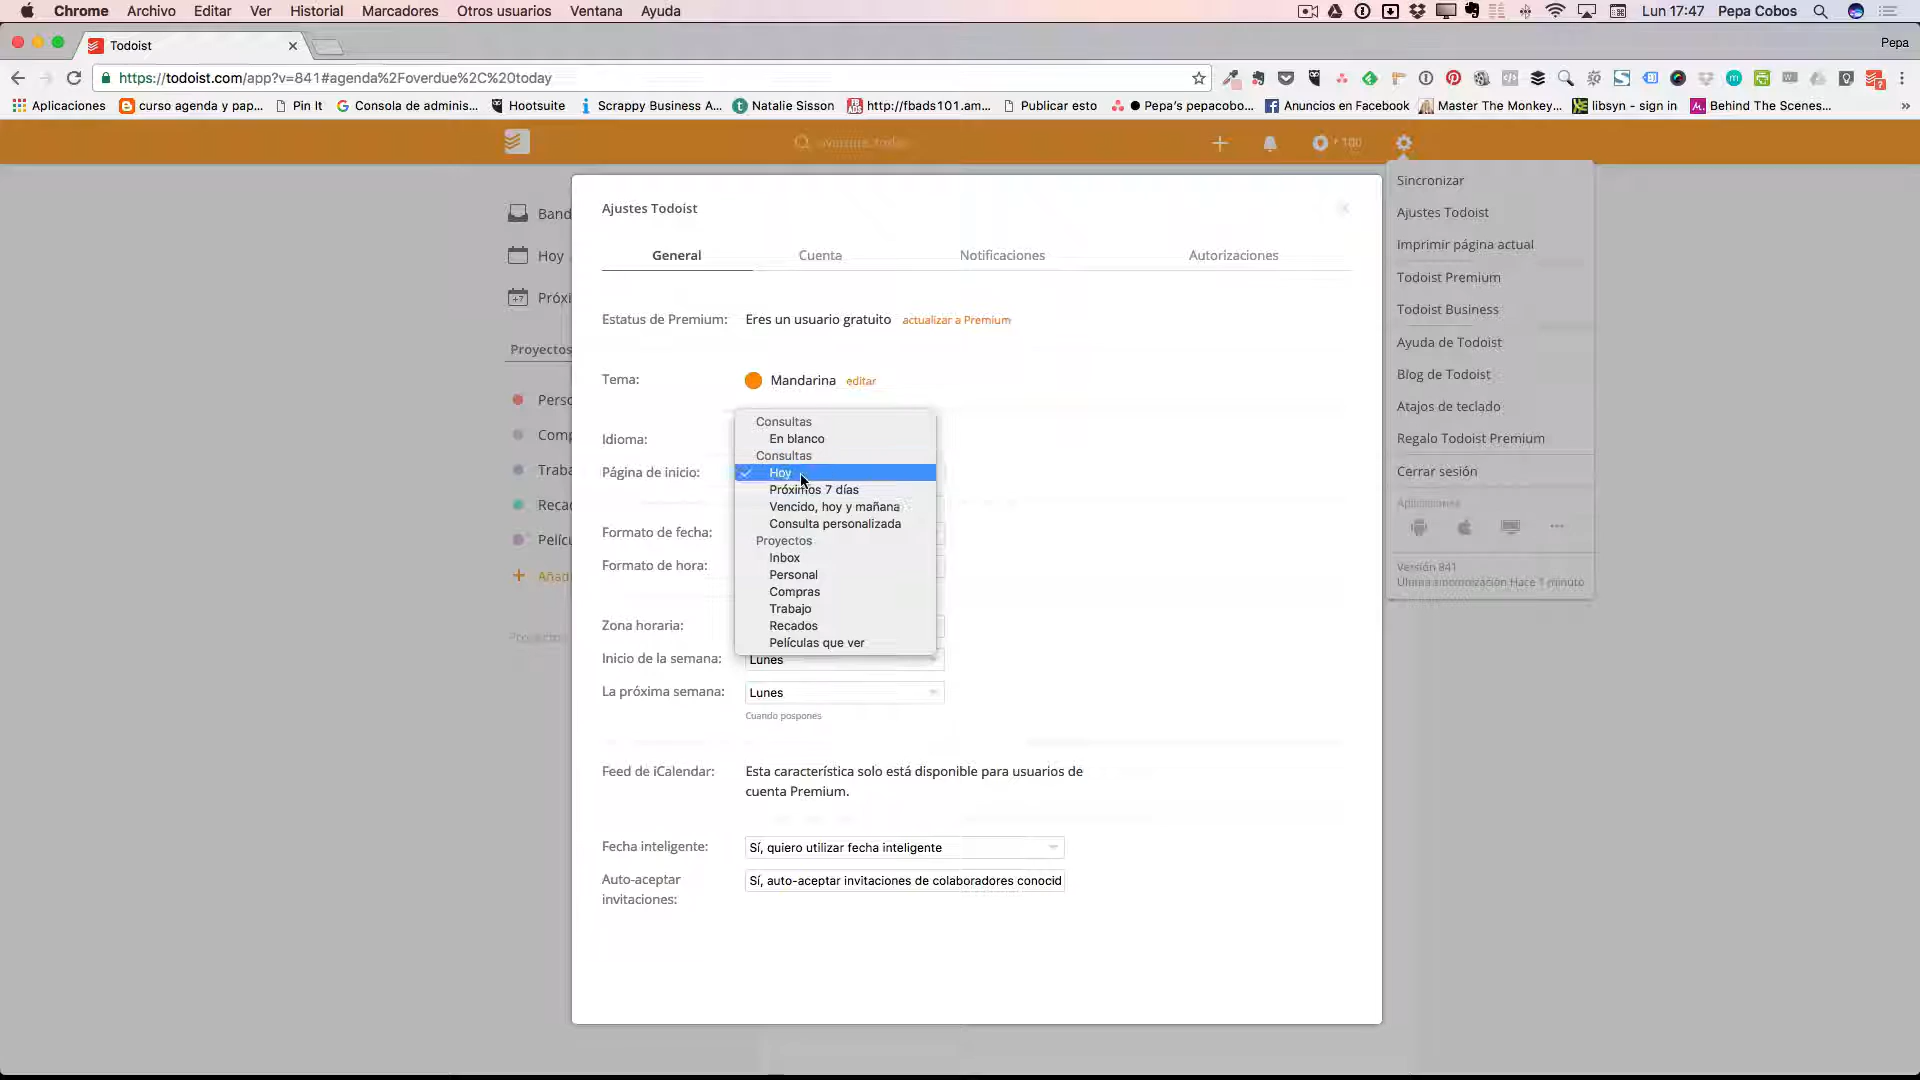 Chrome Archivo Editar Ver Historial Marcadores Otros usuarios Ventana Ayuda Lun 17:47 Pepa Cobos
Todoist Pepa
https://todoist.com/app?v=841#agenda%2Foverdue%2C%20today
Aplicaciones curso agenda y pap... Pin It Consola de adminis... Hootsuite Scrappy Business A... Natalie Sisson http://fbads101.am... Publicar esto Pepa's pepacobo... Anuncios en Facebook Master The Monkey... libsyn - sign in Behind The Scenes... »
Sincronizar
Ajustes Todoist
Imprimir página actual
Todoist Premium
Todoist Business
Ayuda de Todoist
Blog de Todoist
Atajos de teclado
Regalo Todoist Premium
Cerrar sesión
Aplicaciones
Versión 841
Última sincronización Hace 1 minuto
Band
Hoy
Próxi
Proyectos
Perso
Comp
Traba
Reca
Pelícu
Añad
Proyectos
Ajustes Todoist
General Cuenta Notificaciones Autorizaciones
Estatus de Premium: Eres un usuario gratuito actualizar a Premium
Tema: Mandarina editar
Idioma:
Página de inicio:
Consultas
En blanco
Consultas
Hoy
Próximos 7 días
Vencido, hoy y mañana
Consulta personalizada
Proyectos
Inbox
Personal
Compras
Trabajo
Recados
Películas que ver
Formato de fecha:
Formato de hora:
Zona horaria:
Inicio de la semana: Lunes
La próxima semana: Lunes
Cuando pospones
Feed de iCalendar: Esta característica solo está disponible para usuarios de
cuenta Premium.
Fecha inteligente: Sí, quiero utilizar fecha inteligente
Auto-aceptar
invitaciones: Sí, auto-aceptar invitaciones de colaboradores conocid